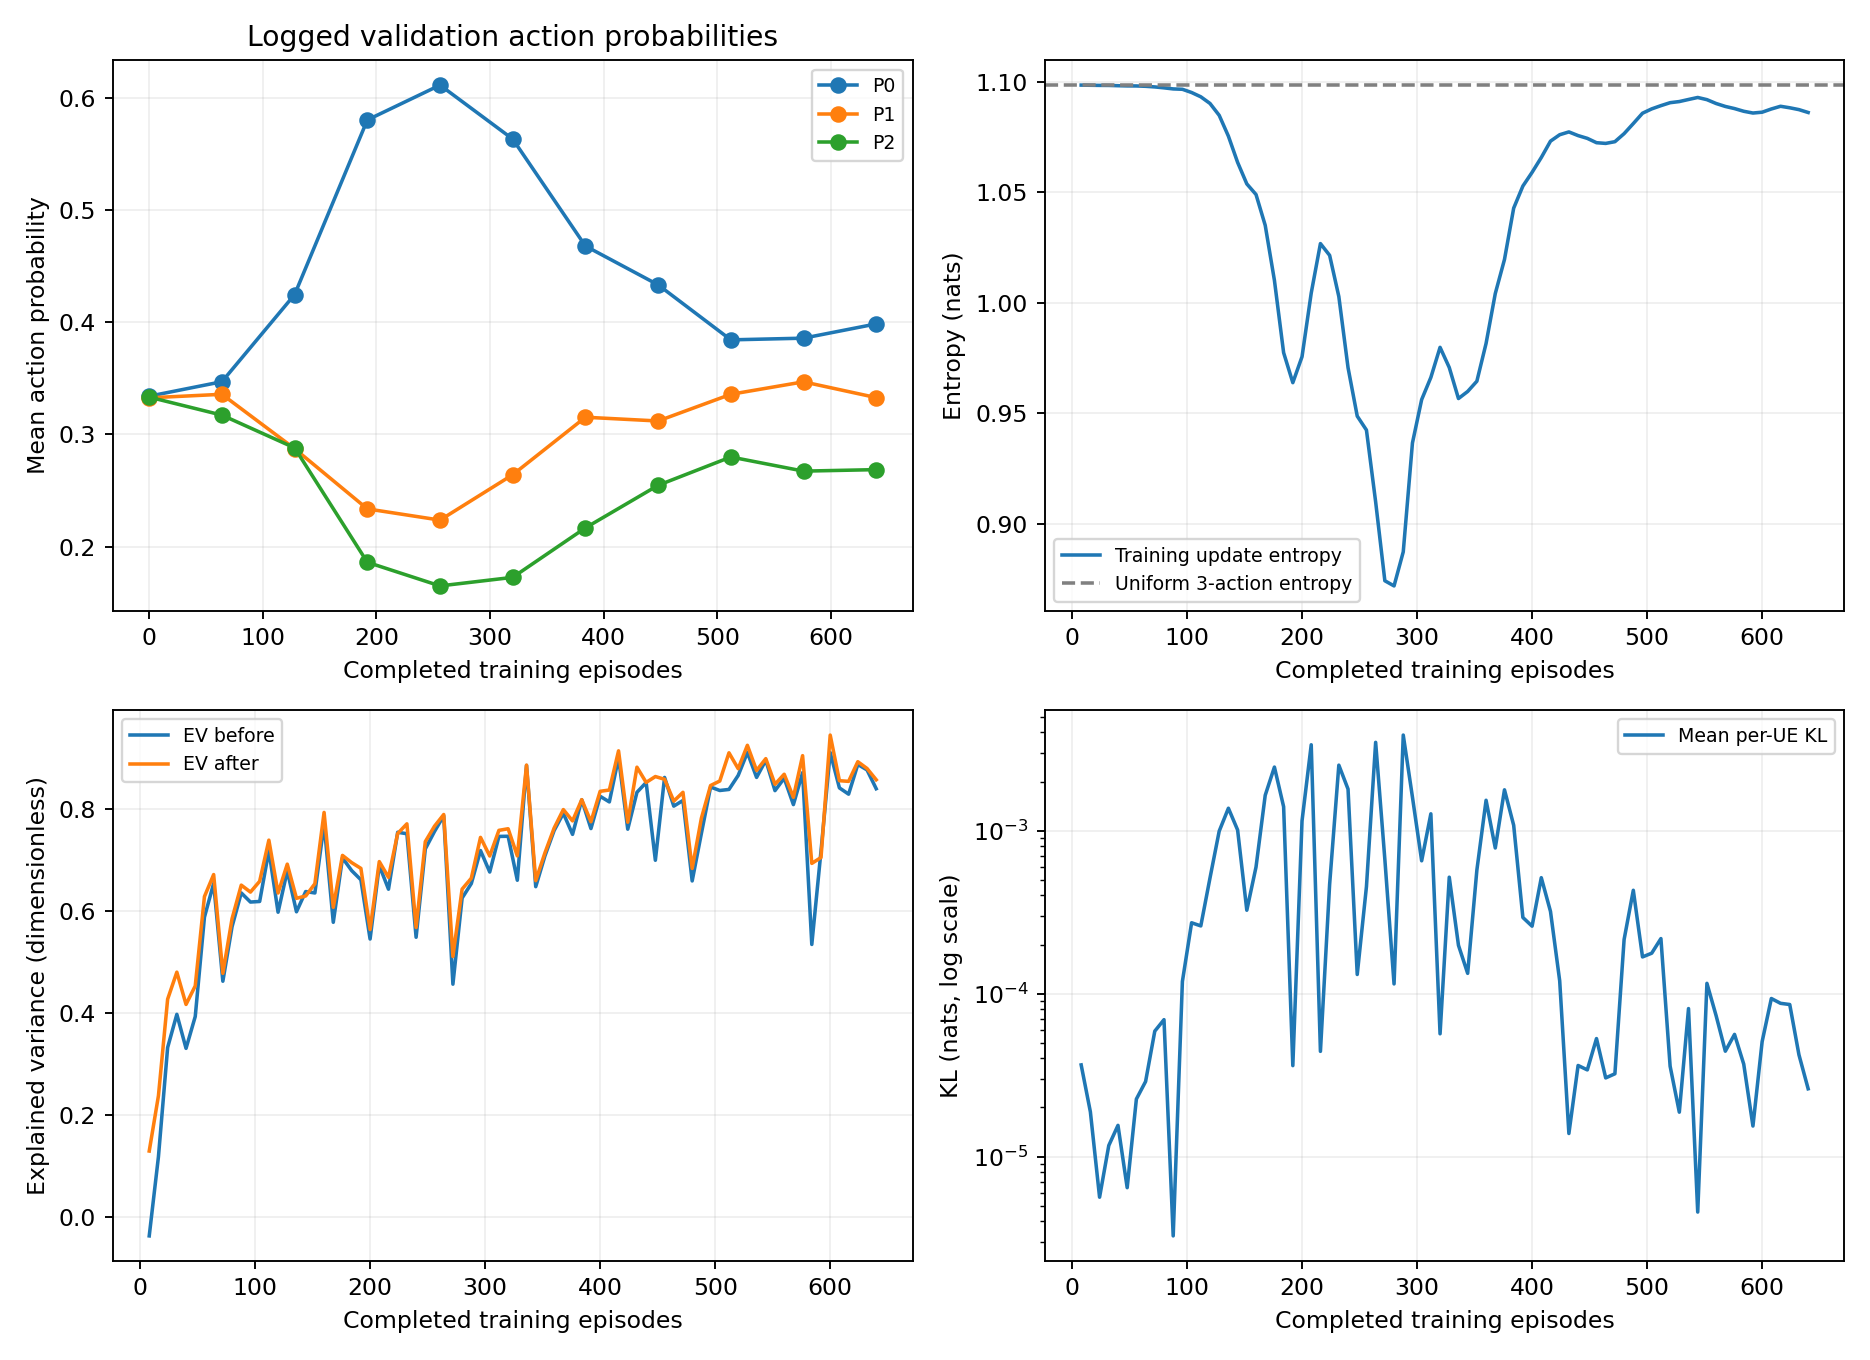 Logged validation action probabilities
Mean action probability
0.6
0.5
0.4
0.3
0.2
P0
P1
P2
0 100 200 300 400 500 600
Completed training episodes
Entropy (nats)
1.10
1.05
1.00
0.95
0.90
Training update entropy
Uniform 3-action entropy
0 100 200 300 400 500 600
Completed training episodes
Explained variance (dimensionless)
0.8
0.6
0.4
0.2
0.0
EV before
EV after
0 100 200 300 400 500 600
Completed training episodes
KL (nats, log scale)
10⁻³
10⁻⁴
10⁻⁵
Mean per-UE KL
0 100 200 300 400 500 600
Completed training episodes